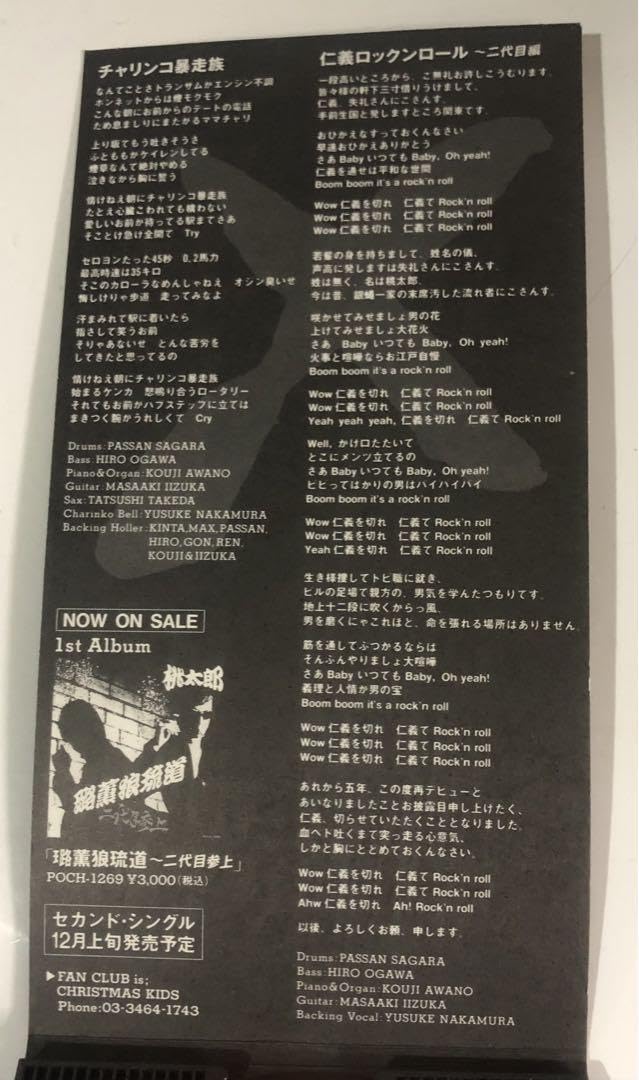 チャリンコ暴走族
なんてことさトランザムがエンジン不調
ボンネットからは煙モクモク
こんな朝にお前からのデートの電話
ため息まじりにまたがるママチャリ
上り坂でもう吐きそうさ
ふとももがケイレンしてる
煙草なんて絶対やめる
泣きながら胸に誓う
情けねえ朝にチャリンコ暴走族
たとえ心臓こわれても構わない
愛しいお前が待ってる駅までさあ
そこどけ急げ全開で Try
ゼロヨンたった45秒 0.2馬力
最高時速は35キロ
そこのカローラなめんじゃねえ オジン臭いぜ
悔しけりゃ歩道 走ってみなよ
汗まみれで駅に着いたら
指さして笑うお前
そりゃあないぜ どんな苦労を
してきたと思ってるの
情けねえ朝にチャリンコ暴走族
始まるケンカ 悲鳴り合うロータリー
それでもお前がハブステップに立てば
まきつく腕がうれしくて Cry
Drums:PASSAN SAGARA
Bass:HIRO OGAWA
Piano&Organ:KOUJI AWANO
Guitar:MASAAKI IIZUKA
Sax:TATSUSHI TAKEDA
Charinko Bell:YUSUKE NAKAMURA
Backing Holler:KINTA,MAX,PASSAN,
HIRO,GON,REN,
KOUJI&IIZUKA
NOW ON SALE
1st Album
桃太郎
璐薫狼琉道
二代目参上
「璐薫狼琉道〜二代目参上」
POCH-1269 ¥3,000(税込)
セカンド・シングル
12月上旬発売予定
▶FAN CLUB is;
CHRISTMAS KIDS
Phone:03-3464-1743
仁義ロックンロール 〜二代目編
一段高いところから、ご無礼お許しこうむります。
皆々様の軒下三寸借りうけまして、
仁義、失礼さんにござんす。
手前生国と発しますところ関東です。
おひかえなすっておくんなさい
早速おひかえありがとう
さあ Baby いつでも Baby, Oh yeah!
仁義を通せば平和な世間
Boom boom it's a rock'n roll
Wow 仁義を切れ 仁義で Rock'n roll
Wow 仁義を切れ 仁義で Rock'n roll
Wow 仁義を切れ 仁義で Rock'n roll
若輩の身を持ちまして、姓名の儀、
声高に発しますは失礼さんにござんす。
姓は無く、名は桃太郎、
今は昔、銀蝿一家の末席汚した流れ者にござんす。
咲かせてみせましょ男の花
上げてみせましょ大花火
さあ Baby いつでも Baby, Oh yeah!
火事と喧嘩ならお江戸自慢
Boom boom it's a rock'n roll
Wow 仁義を切れ 仁義で Rock'n roll
Wow 仁義を切れ 仁義で Rock'n roll
Yeah yeah yeah, 仁義を切れ 仁義で Rock'n roll
Well, かげ口たたいて
どこにメンツ立てるの
さあ Baby いつでも Baby, Oh yeah!
ビビってばかりの男はバイバイバイ
Boom boom it's a rock'n roll
Wow 仁義を切れ 仁義で Rock'n roll
Wow 仁義を切れ 仁義で Rock'n roll
Yeah 仁義を切れ 仁義で Rock'n roll
生き様捜してトビ職に就き、
ビルの足場で親方の、男気を学んだつもりです。
地上十二段に吹くからっ風、
男を磨くにゃこれほど、命を張れる場所はありません。
筋を通してぶつかるならば
ぞんぶんやりましょ大喧嘩
さあ Baby いつでも Baby, Oh yeah!
義理と人情が男の宝
Boom boom it's a rock'n roll
Wow 仁義を切れ 仁義で Rock'n roll
Wow 仁義を切れ 仁義で Rock'n roll
Wow 仁義を切れ 仁義で Rock'n roll
あれから五年、この度再デビューと
あいなりましたことお披露目申し上げたく、
仁義、切らせていただくこととなりました。
血ヘド吐くまで突っ走る心意気、
しかと胸にとどめておくんなさい。
Wow 仁義を切れ 仁義で Rock'n roll
Wow 仁義を切れ 仁義で Rock'n roll
Ahw 仁義を切れ Ah! Rock'n roll
以後、よろしくお願、申します。
Drums:PASSAN SAGARA
Bass:HIRO OGAWA
Piano&Organ:KOUJI AWANO
Guitar:MASAAKI IIZUKA
Backing Vocal:YUSUKE NAKAMURA